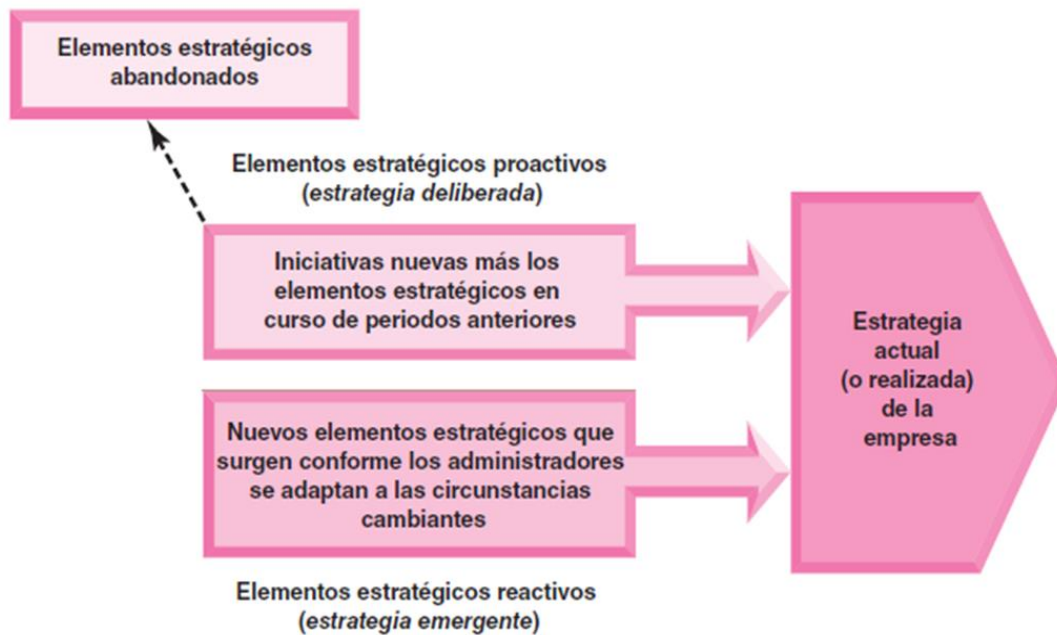 Elementos estratégicos
abandonados
Elementos estratégicos proactivos
(estrategia deliberada)
Iniciativas nuevas más los
elementos estratégicos en
curso de periodos anteriores
Nuevos elementos estratégicos que
surgen conforme los administradores
se adaptan a las circunstancias
cambiantes
Elementos estratégicos reactivos
(estrategia emergente)
Estrategia
actual
(o realizada)
de la
empresa